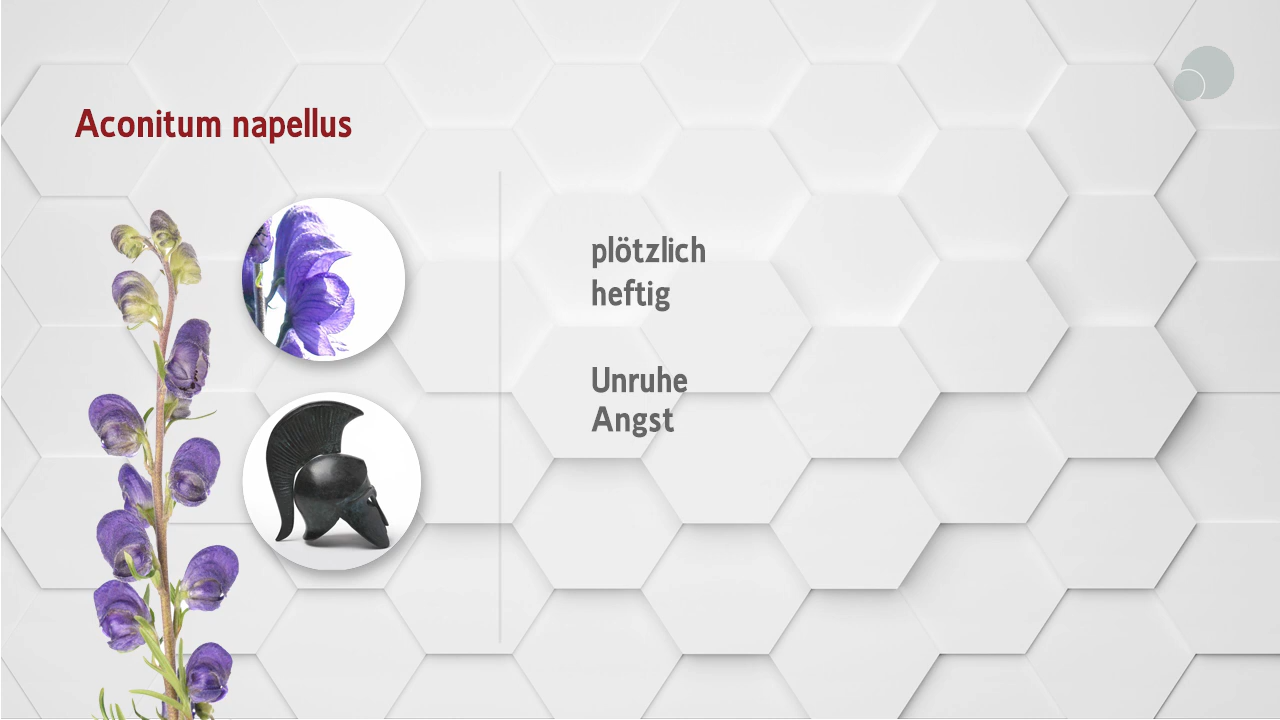 Aconitum napellus
plötzlich
heftig
Unruhe
Angst